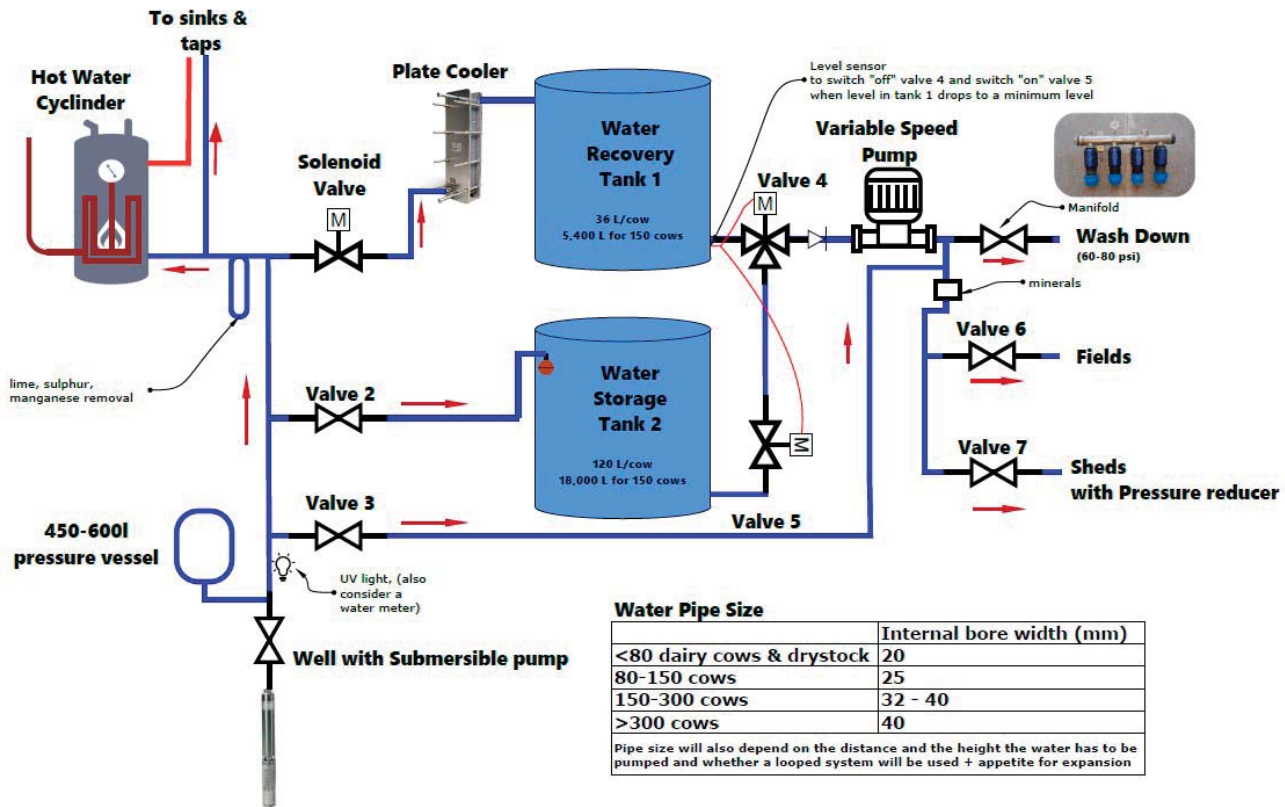 To sinks &
taps
Hot Water
Cyclinder
Plate Cooler
Solenoid
Valve
M
Water
Recovery
Tank 1
36 L/cow
5,400 L for 150 cows
Level sensor
to switch "off" valve 4 and switch "on" valve 5
when level in tank 1 drops to a minimum level
Variable Speed
Pump
Valve 4
M
Manifold
Wash Down
(60-80 psi)
minerals
Valve 6
Fields
Valve 7
Sheds
with Pressure reducer
lime, sulphur,
manganese removal
Valve 2
Water
Storage
Tank 2
120 L/cow
18,000 L for 150 cows
M
Valve 3
Valve 5
450-600l
pressure vessel
UV light, (also
consider a
water meter)
Well with Submersible pump
Water Pipe Size
Internal bore width (mm)
<80 dairy cows & drystock 20
80-150 cows 25
150-300 cows 32 - 40
>300 cows 40
Pipe size will also depend on the distance and the height the water has to be
pumped and whether a looped system will be used + appetite for expansion